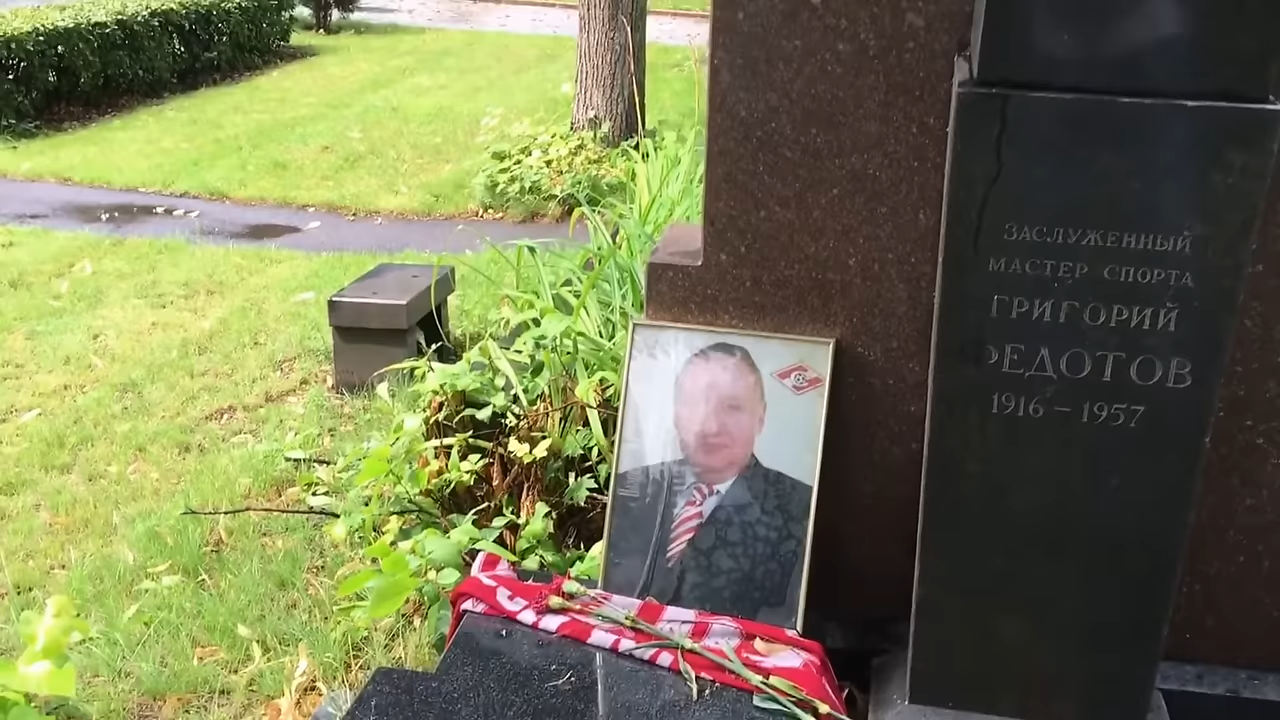 ЗАСЛУЖЕННЫЙ
МАСТЕР СПОРТА
ГРИГОРИЙ
ФЕДОТОВ
1916 – 1957